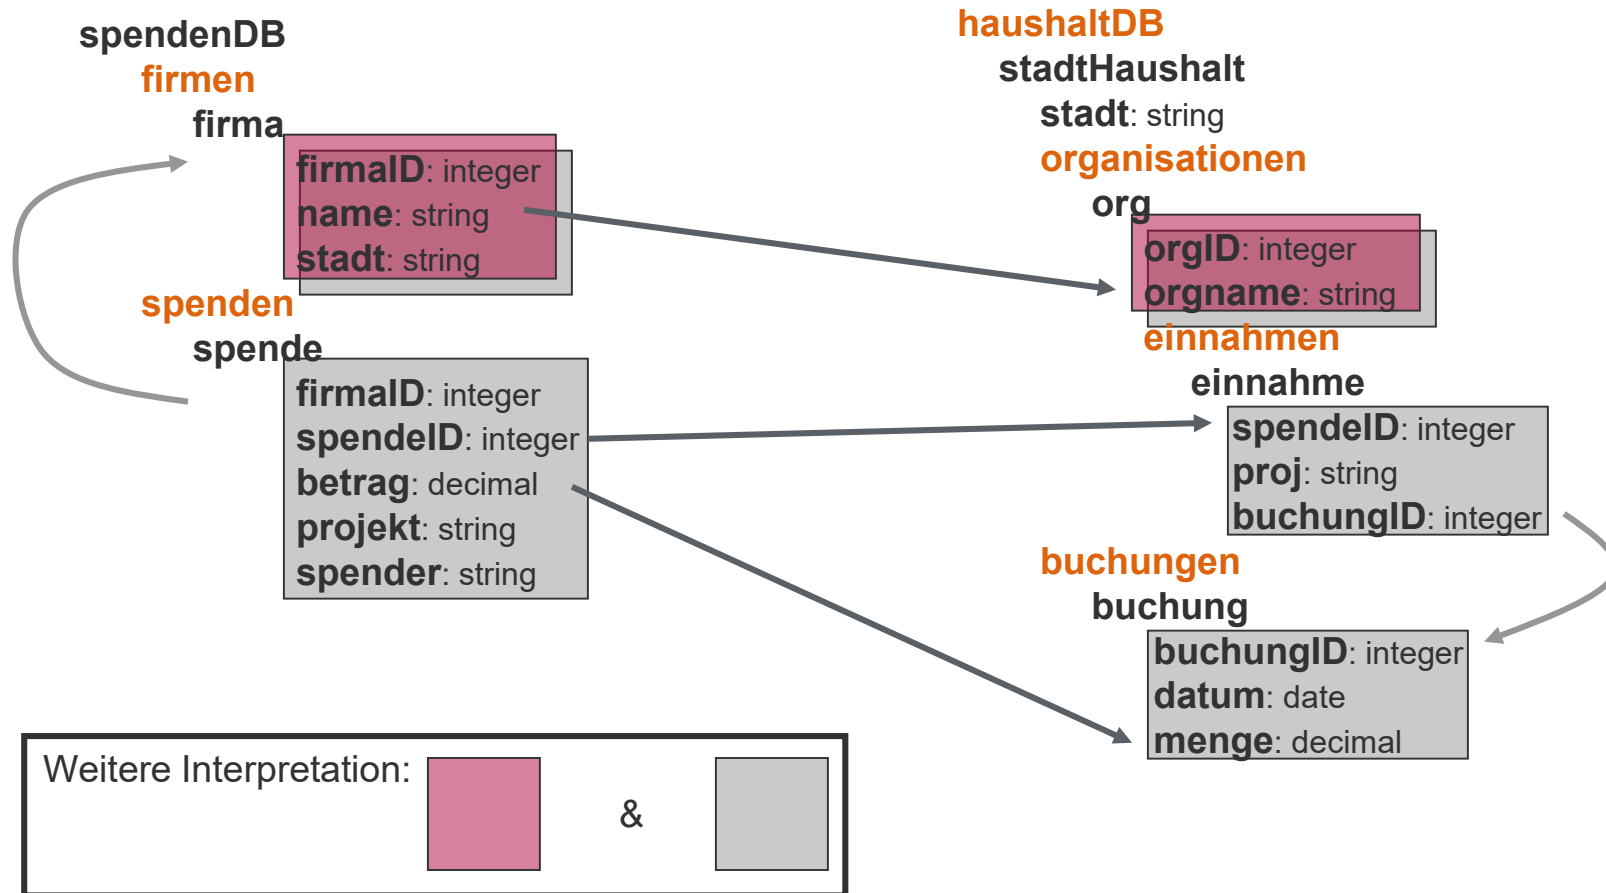 spendenDB
firmen
firma
firmaID: integer
name: string
stadt: string
spenden
spende
firmaID: integer
spendeID: integer
betrag: decimal
projekt: string
spender: string
haushaltDB
stadtHaushalt
stadt: string
organisationen
org
orgID: integer
orgname: string
einnahmen
einnahme
spendeID: integer
proj: string
buchungID: integer
buchungen
buchung
buchungID: integer
datum: date
menge: decimal
Weitere Interpretation:
&